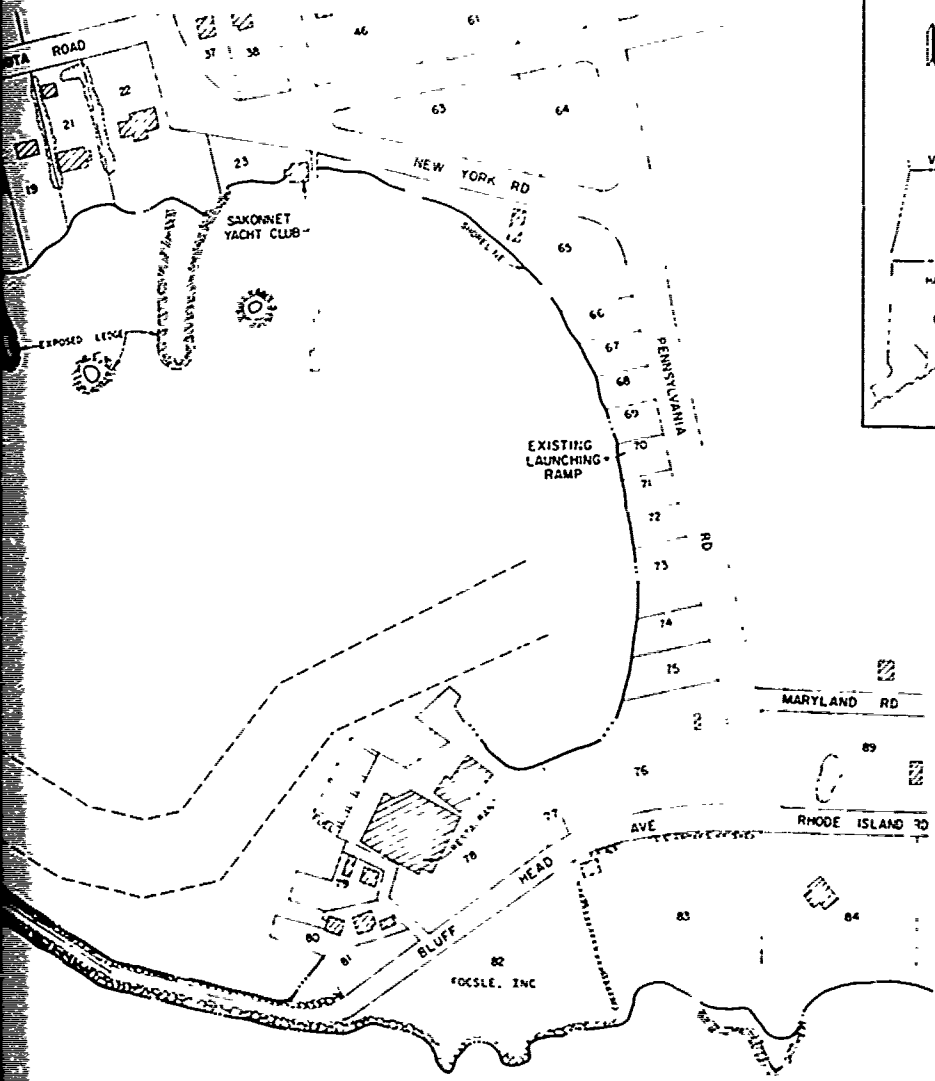 ROAD
37
38
46
61
22
21
19
23
63
64
NEW YORK RD
SAKONNET
YACHT CLUB
SHORELINE
65
EXPOSED LEDGE
66
67
68
69
PENNSYLVANIA
RD
EXISTING
LAUNCHING
RAMP
70
71
72
73
74
75
MARYLAND RD
89
76
77
RHODE ISLAND RD
BLUFF HEAD AVE
78
79
80
81
82
FOCSLE, INC
83
84